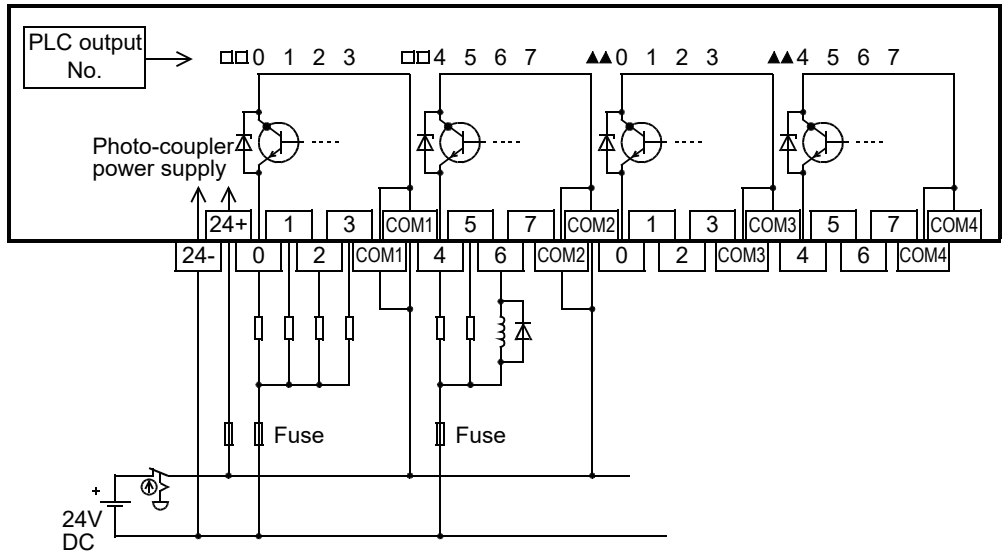 PLC output
No.
□□0 1 2 3 □□4 5 6 7 ▲▲0 1 2 3 ▲▲4 5 6 7
Photo-coupler
power supply
24+ 1 3 COM1 5 7 COM2 1 3 COM3 5 7 COM4
24- 0 2 COM1 4 6 COM2 0 2 COM3 4 6 COM4
Fuse Fuse
+
24V
DC